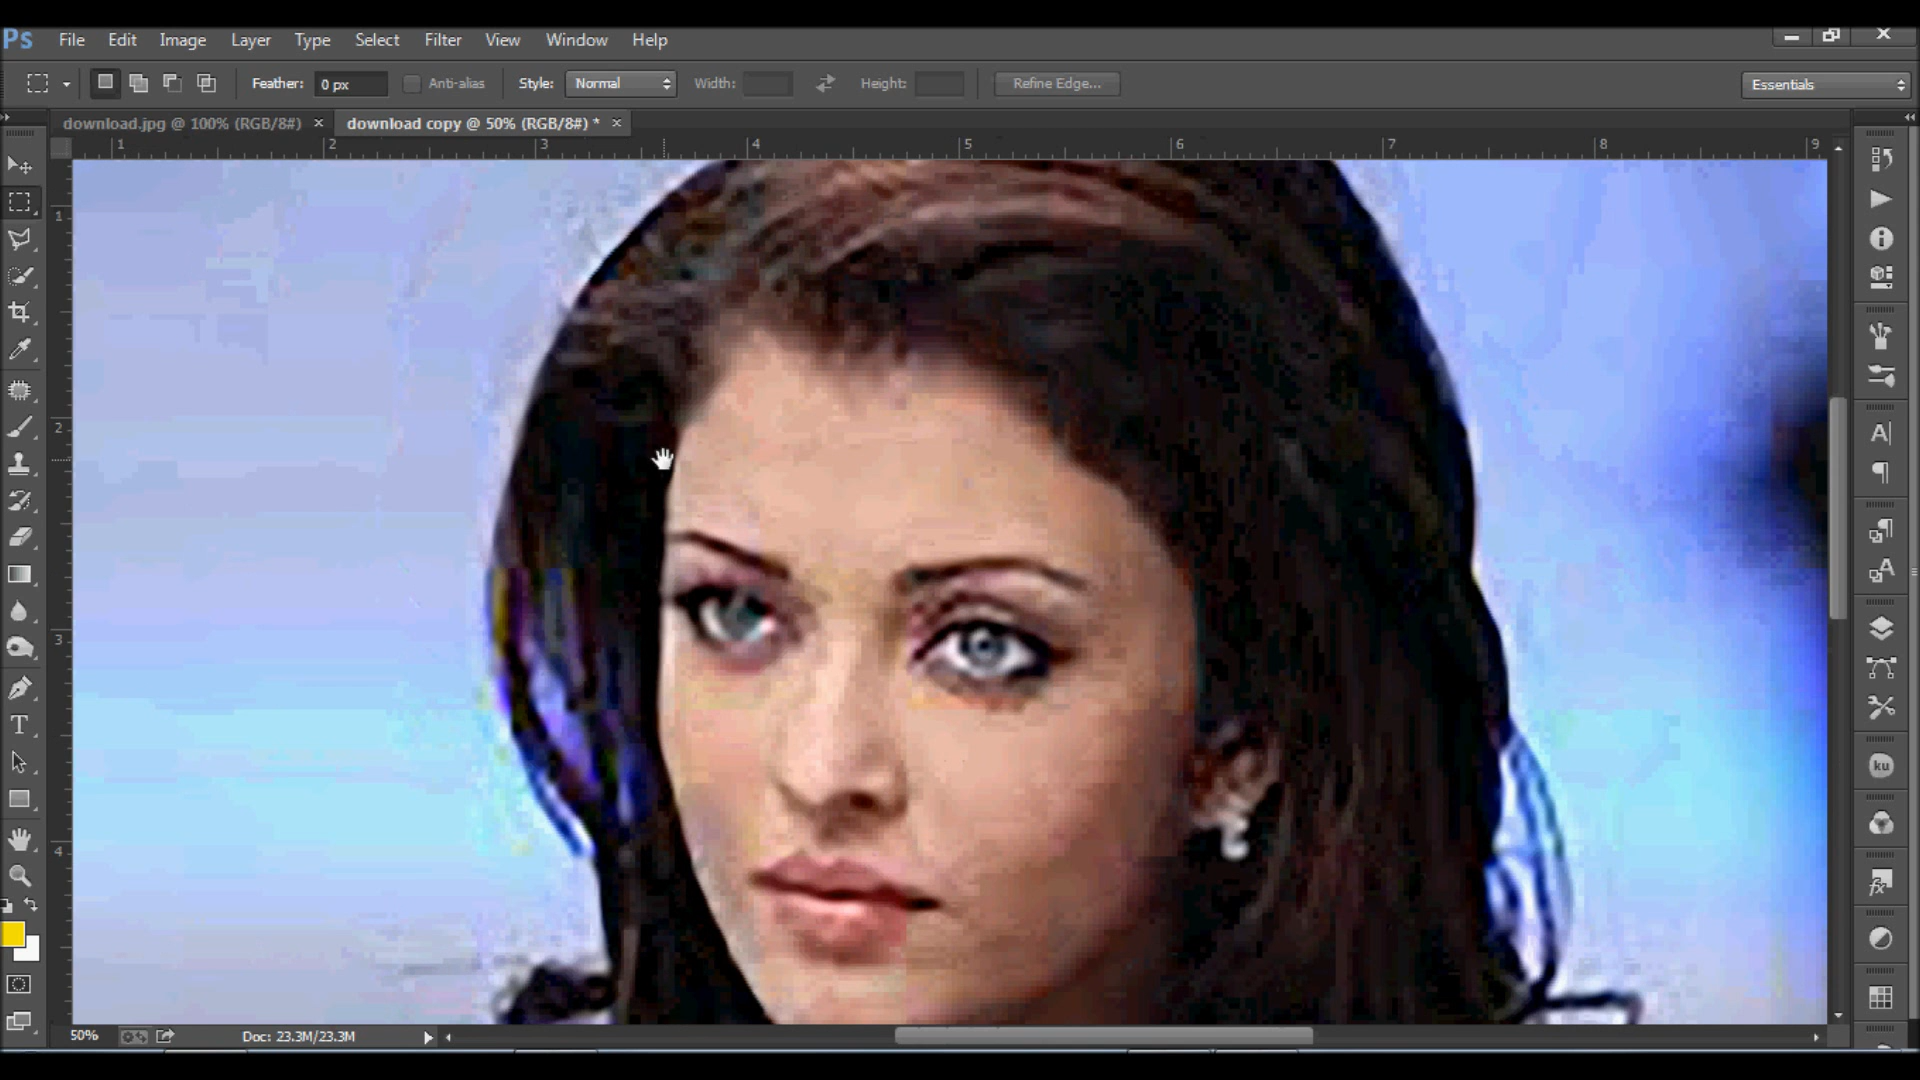 Ps File Edit Image Layer Type Select Filter View Window Help
Feather: 0 px Anti-alias Style: Normal Width: Height: Refine Edge... Essentials
download.jpg @ 100% (RGB/8#) × download copy @ 50% (RGB/8#) * ×
1 2 3 4 5 6 7 8 9
1
2
3
4
T
A
ku
fx
50% Doc: 23.3M/23.3M